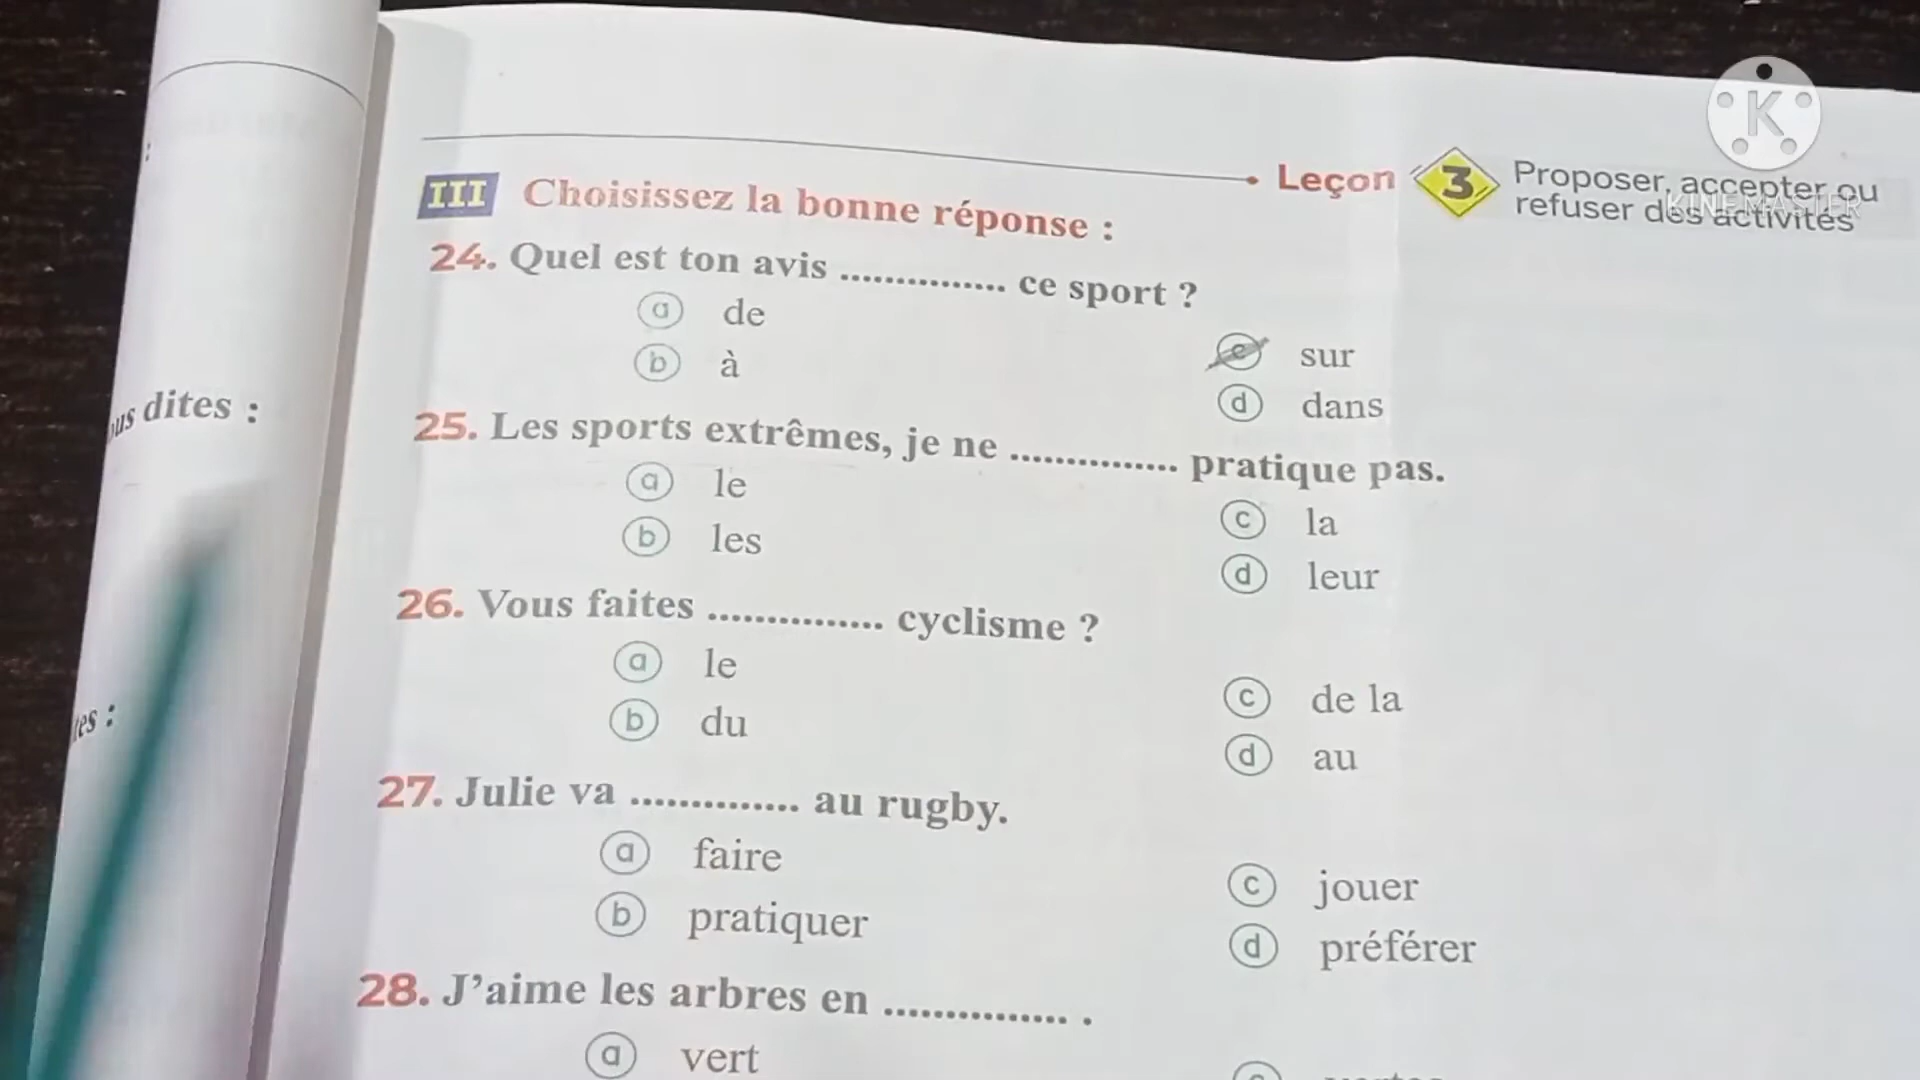 Leçon 3 Proposer, accepter ou
refuser des activités
KINEMASTER
III Choisissez la bonne réponse :
24. Quel est ton avis ............... ce sport ?
a de
b à
c sur
d dans
25. Les sports extrêmes, je ne ............... pratique pas.
a le
b les
c la
d leur
26. Vous faites ............... cyclisme ?
a le
b du
c de la
d au
27. Julie va ............... au rugby.
a faire
b pratiquer
c jouer
d préférer
28. J'aime les arbres en ................ .
a vert
dites :